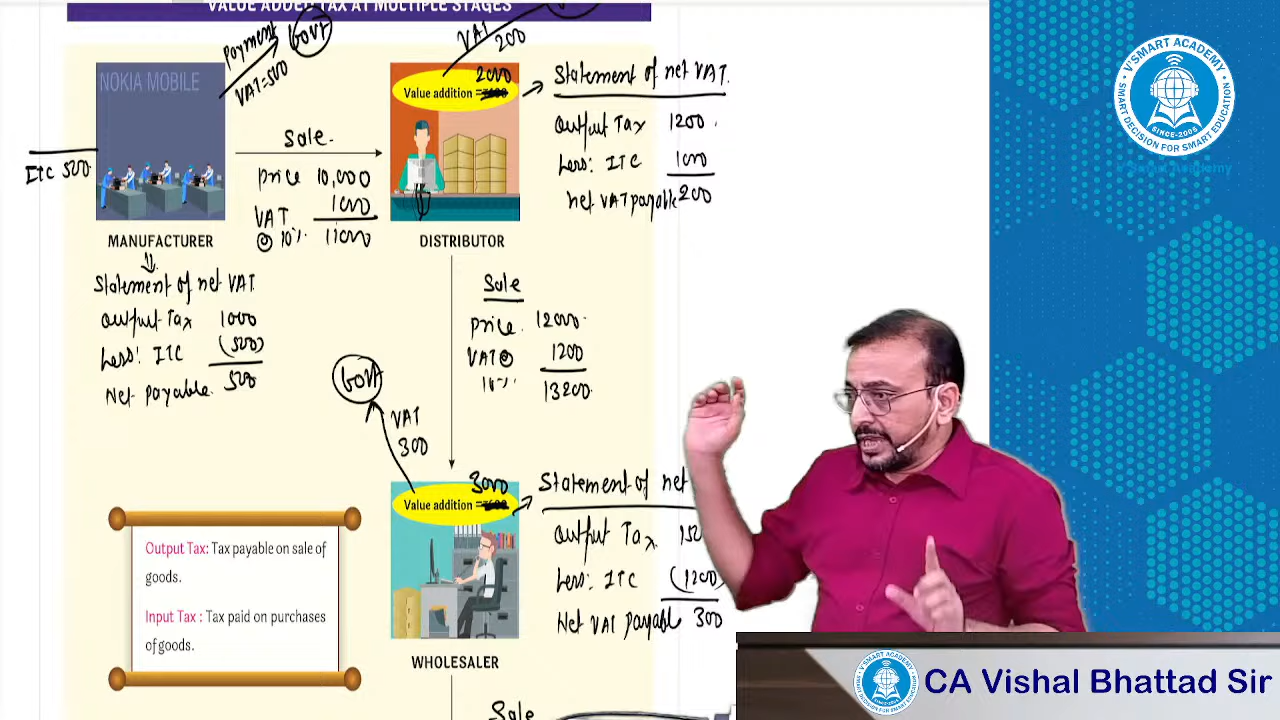 VALUE ADDED TAX AT MULTIPLE STAGES
Payment
GOVT
VAT=500
VAT
200
NOKIA MOBILE
ITC 500
MANUFACTURER
Sale
Price 10,000
VAT 1000
@ 10% 11000
2000
Value addition =
DISTRIBUTOR
Statement of net VAT
Output Tax 1200
Less: ITC 1000
Net VAT payable 200
Statement of net VAT
Output Tax 1000
Less: ITC (500)
Net payable 500
Sale
Price 12000
VAT@ 1200
10% 13200
GOVT
VAT
300
3000
Value addition =
WHOLESALER
Statement of net
Output Tax 150
Less: ITC (1200)
Net VAT payable 300
Output Tax: Tax payable on sale of
goods.
Input Tax : Tax paid on purchases
of goods.
Sale
V'SMART ACADEMY
SMART DECISION FOR SMART EDUCATION
SINCE-2005
Academy
CA Vishal Bhattad Sir